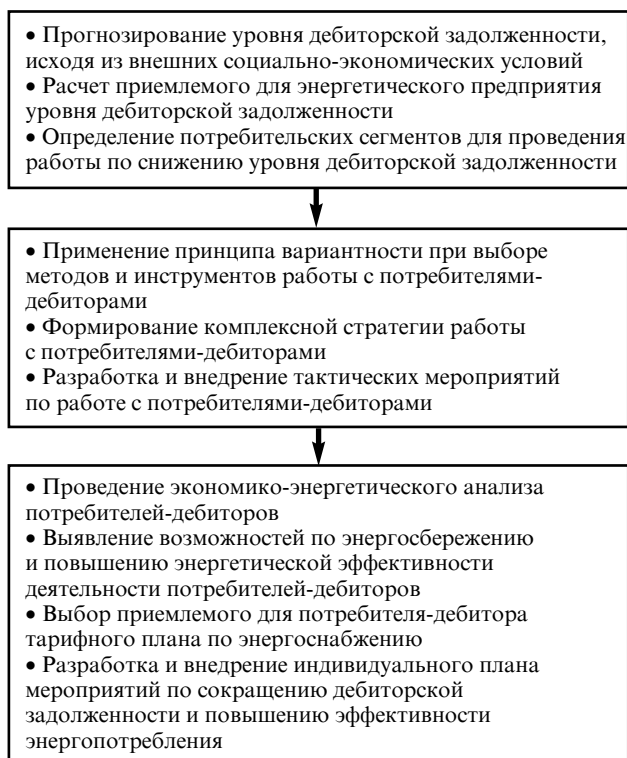 • Прогнозирование уровня дебиторской задолженности,
исходя из внешних социально-экономических условий
• Расчет приемлемого для энергетического предприятия
уровня дебиторской задолженности
• Определение потребительских сегментов для проведения
работы по снижению уровня дебиторской задолженности
• Применение принципа вариантности при выборе
методов и инструментов работы с потребителями-
дебиторами
• Формирование комплексной стратегии работы
с потребителями-дебиторами
• Разработка и внедрение тактических мероприятий
по работе с потребителями-дебиторами
• Проведение экономико-энергетического анализа
потребителей-дебиторов
• Выявление возможностей по энергосбережению
и повышению энергетической эффективности
деятельности потребителей-дебиторов
• Выбор приемлемого для потребителя-дебитора
тарифного плана по энергоснабжению
• Разработка и внедрение индивидуального плана
мероприятий по сокращению дебиторской
задолженности и повышению эффективности
энергопотребления